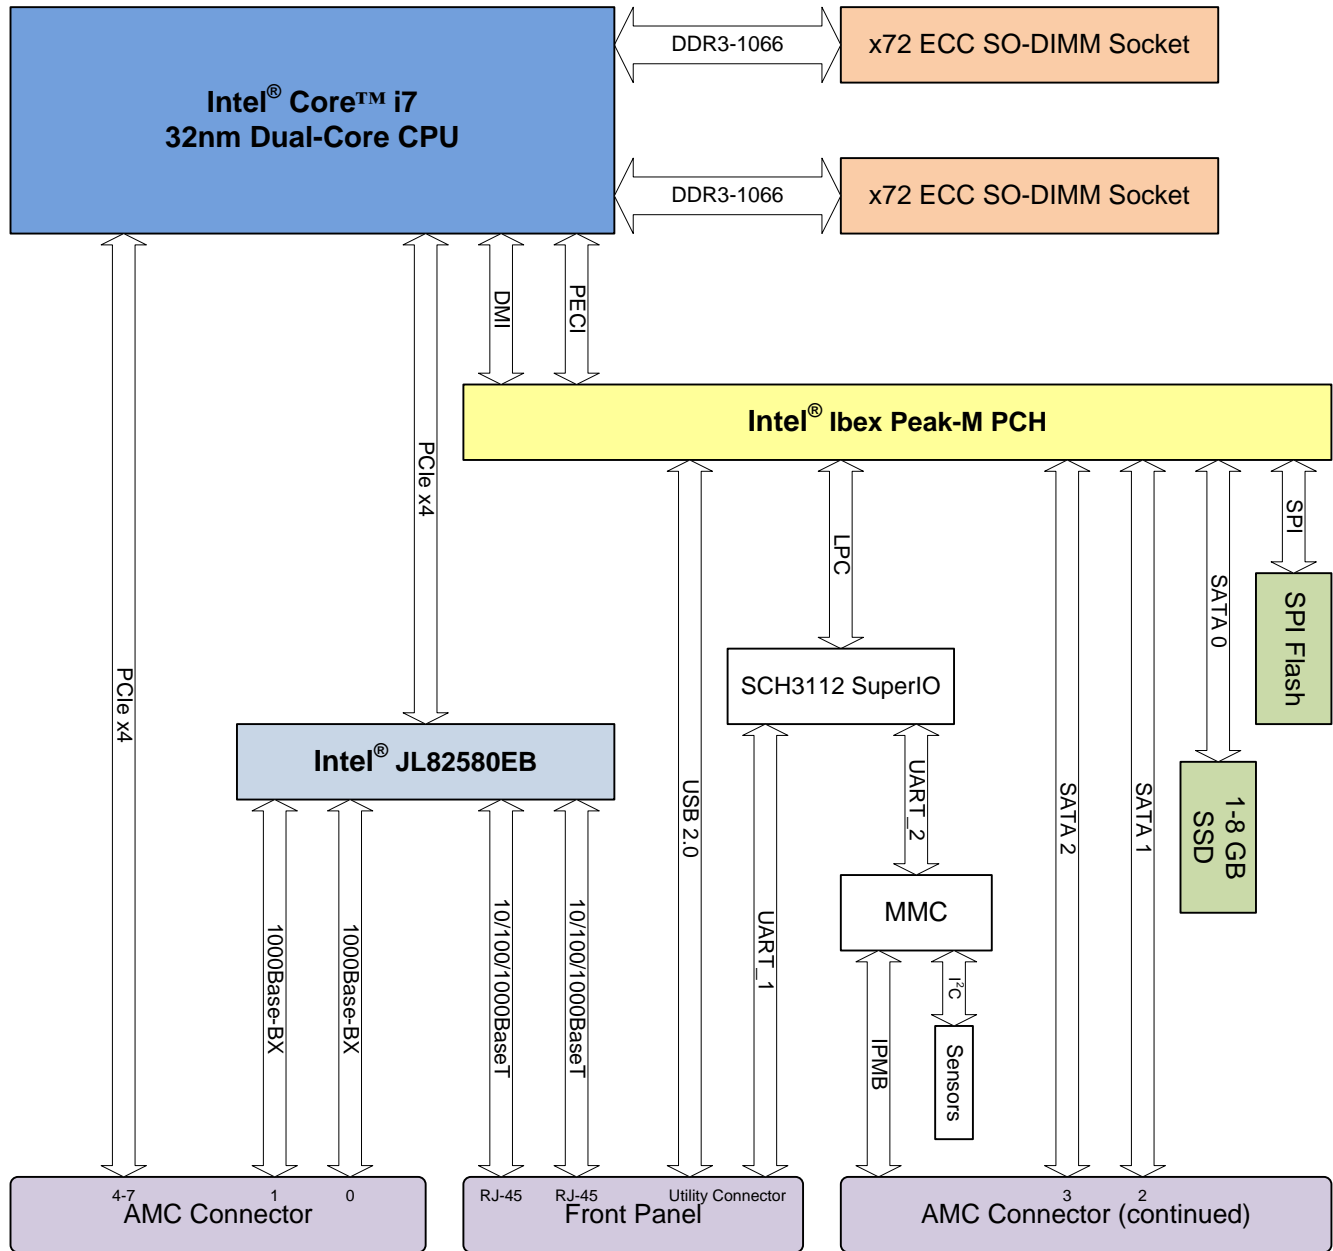 DDR3-1066
x72 ECC SO-DIMM Socket
Intel® Core™ i7
32nm Dual-Core CPU
DDR3-1066
x72 ECC SO-DIMM Socket
DMI
PECI
Intel® Ibex Peak-M PCH
PCIe x4
PCIe x4
LPC
SPI
SATA 0
SPI Flash
SCH3112 SuperIO
Intel® JL82580EB
USB 2.0
UART_2
SATA 2
SATA 1
1-8 GB
SSD
MMC
1000Base-BX
1000Base-BX
10/100/1000BaseT
10/100/1000BaseT
UART_1
I²C
IPMB
Sensors
4-7
1
0
AMC Connector
RJ-45
RJ-45
Utility Connector
Front Panel
3
2
AMC Connector (continued)